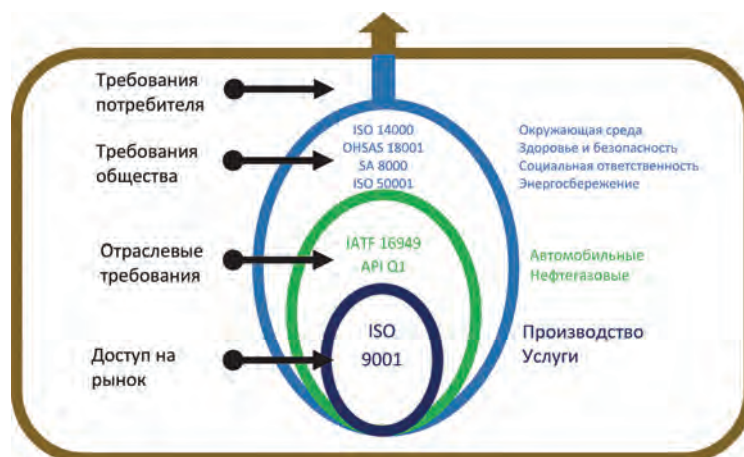 Требования
потребителя
Требования
общества
ISO 14000
OHSAS 18001
SA 8000
ISO 50001
Окружающая среда
Здоровье и безопасность
Социальная ответственность
Энергосбережение
Отраслевые
требования
IATF 16949
API Q1
Автомобильные
Нефтегазовые
Доступ на
рынок
ISO
9001
Производство
Услуги